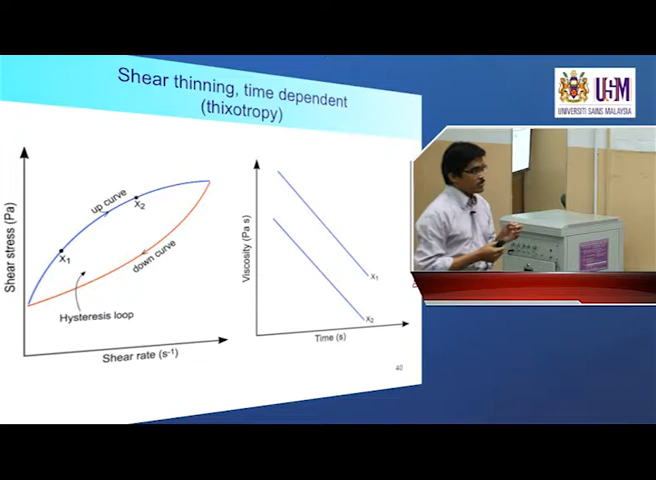 Shear thinning, time dependent
(thixotropy)
USM
UNIVERSITI SAINS MALAYSIA
Shear stress (Pa)
up curve
X2
X1
down curve
Hysteresis loop
Shear rate (s-1)
Viscosity (Pa s)
X1
X2
Time (s)
40